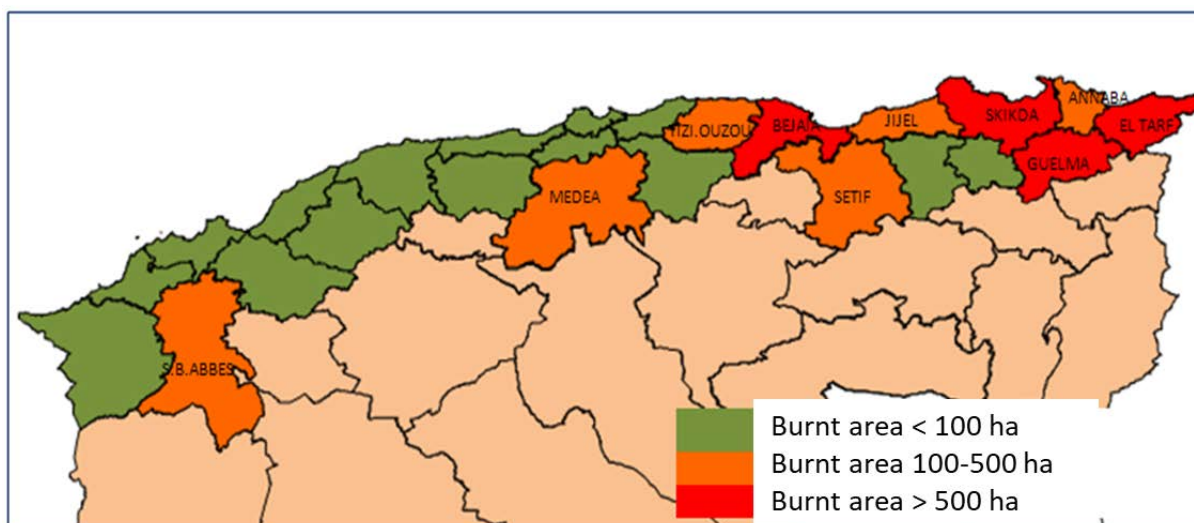 ANNABA
TIZI.OUZOU
BEJAIA
JIJEL
SKIKDA
EL TARF
GUELMA
MEDEA
SETIF
S.B.ABBES
Burnt area < 100 ha
Burnt area 100-500 ha
Burnt area > 500 ha